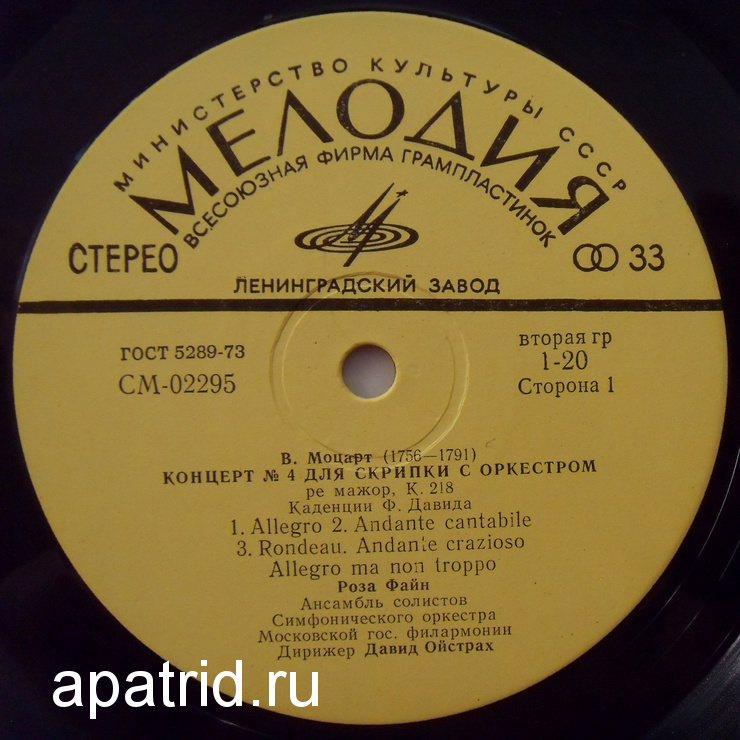 МИНИСТЕРСТВО КУЛЬТУРЫ СССР
МЕЛОДИЯ
ВСЕСОЮЗНАЯ ФИРМА ГРАМПЛАСТИНОК
СТЕРЕО
33
ЛЕНИНГРАДСКИЙ ЗАВОД
ГОСТ 5289-73
вторая гр
СМ-02295
1-20
Сторона 1
В. Моцарт (1756—1791)
КОНЦЕРТ № 4 ДЛЯ СКРИПКИ С ОРКЕСТРОМ
ре мажор, К. 218
Каденции Ф. Давида
1. Allegro 2. Andante cantabile
3. Rondeau. Andante crazioso
Allegro ma non troppo
Роза Файн
Ансамбль солистов
Симфонического оркестра
Московской гос. филармонии
Дирижер Давид Ойстрах
apatrid.ru